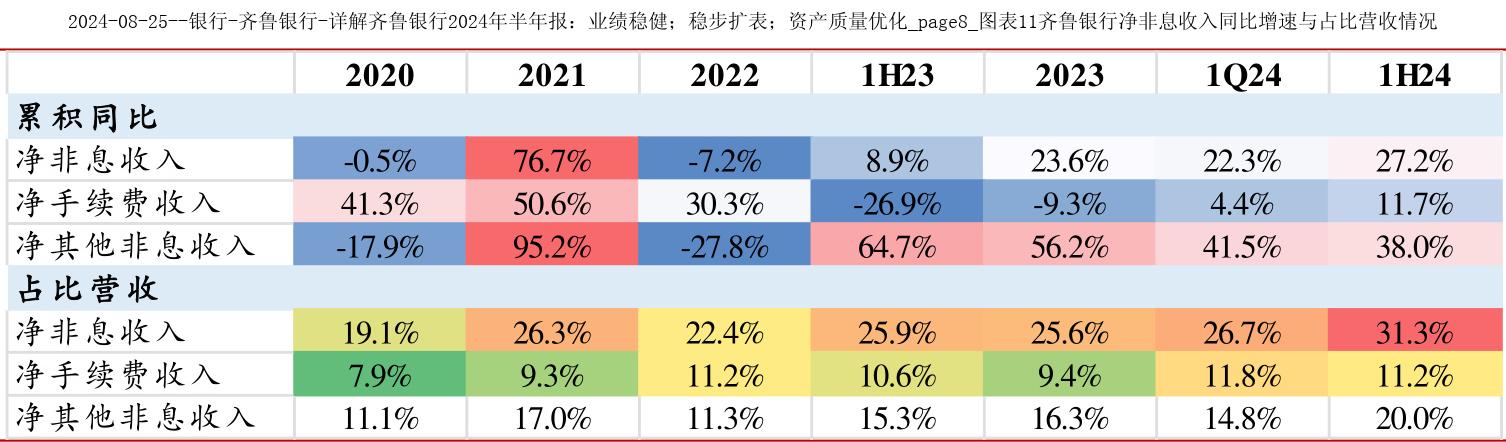 2024-08-25--银行-齐鲁银行-详解齐鲁银行2024年半年报：业绩稳健；稳步扩表；资产质量优化_page8_图表11齐鲁银行净非息收入同比增速与占比营收情况
2020 2021 2022 1H23 2023 1Q24 1H24
累积同比
净非息收入 -0.5% 76.7% -7.2% 8.9% 23.6% 22.3% 27.2%
净手续费收入 41.3% 50.6% 30.3% -26.9% -9.3% 4.4% 11.7%
净其他非息收入 -17.9% 95.2% -27.8% 64.7% 56.2% 41.5% 38.0%
占比营收
净非息收入 19.1% 26.3% 22.4% 25.9% 25.6% 26.7% 31.3%
净手续费收入 7.9% 9.3% 11.2% 10.6% 9.4% 11.8% 11.2%
净其他非息收入 11.1% 17.0% 11.3% 15.3% 16.3% 14.8% 20.0%